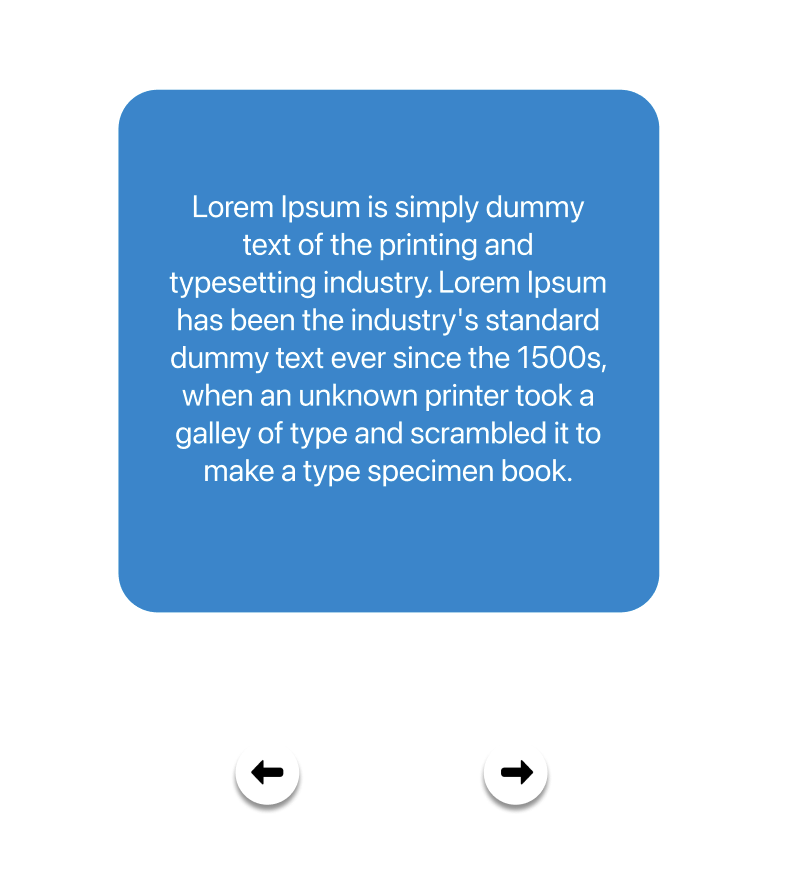 Lorem Ipsum is simply dummy
text of the printing and
typesetting industry. Lorem Ipsum
has been the industry's standard
dummy text ever since the 1500s,
when an unknown printer took a
galley of type and scrambled it to
make a type specimen book.